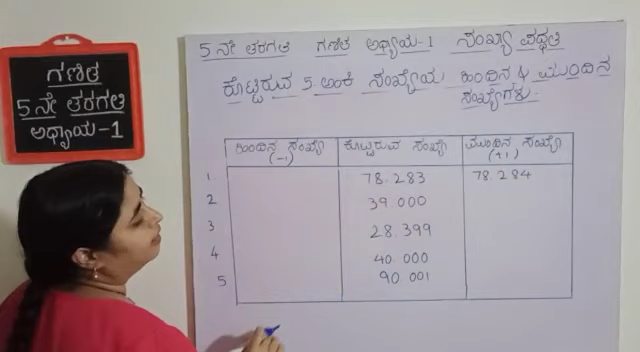 ಗಣಿತ
5ನೇ ತರಗತಿ
ಅಧ್ಯಾಯ-1
5 ನೇ ತರಗತಿ ಗಣಿತ ಅಧ್ಯಾಯ-1 ಸಂಖ್ಯಾ ಪದ್ಧತಿ
ಕೊಟ್ಟಿರುವ 5-ಅಂಕಿ ಸಂಖ್ಯೆಯ ಹಿಂದಿನ & ಮುಂದಿನ
ಸಂಖ್ಯೆಗಳು-
ಹಿಂದಿನ ಸಂಖ್ಯೆ ಕೊಟ್ಟಿರುವ ಸಂಖ್ಯೆ ಮುಂದಿನ ಸಂಖ್ಯೆ
(-1) (+1)
1 78.283 78.284
2 39.000
3 28.399
4 40.000
5 90.001